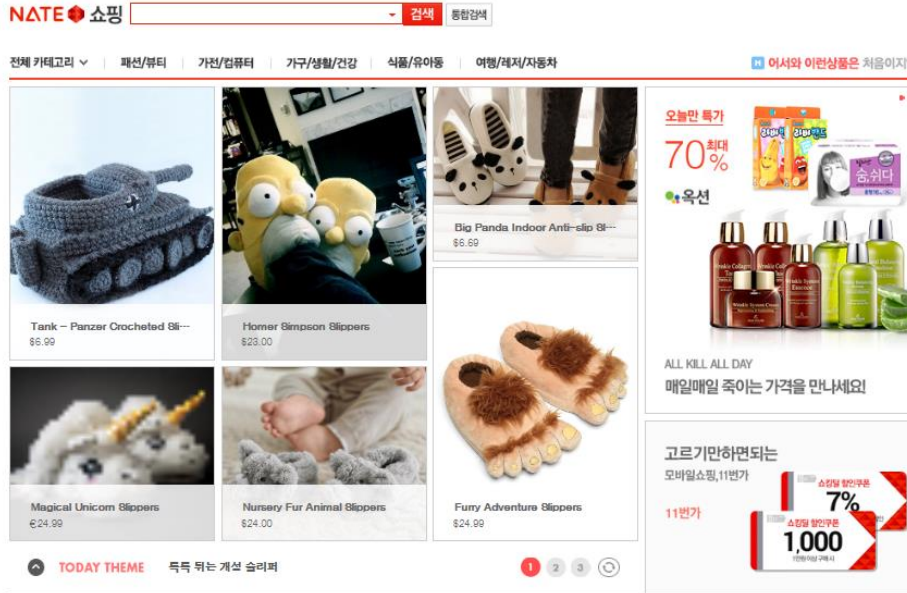 NATE 쇼핑
검색
통합검색
전체 카테고리
패션/뷰티
가전/컴퓨터
가구/생활/건강
식품/유아동
여행/레저/자동차
H 어서와 이런상품은 처음이지
Tank - Panzer Crocheted Sli...
$6.99
Homer Simpson Slippers
$23.00
Big Panda Indoor Anti-slip Sl...
$6.69
Magical Unicorn Slippers
€24.99
Nursery Fur Animal Slippers
$24.00
Furry Adventure Slippers
$24.99
TODAY THEME 톡톡 튀는 개성 슬리퍼
1 2 3
오늘만 특가
70% 최대
옥션
숨쉬다
ALL KILL ALL DAY
매일매일 죽이는 가격을 만나세요!
고르기만하면되는
모바일쇼핑,11번가
11번가
쇼킹딜 할인쿠폰
7%
쇼킹딜 할인쿠폰
1,000